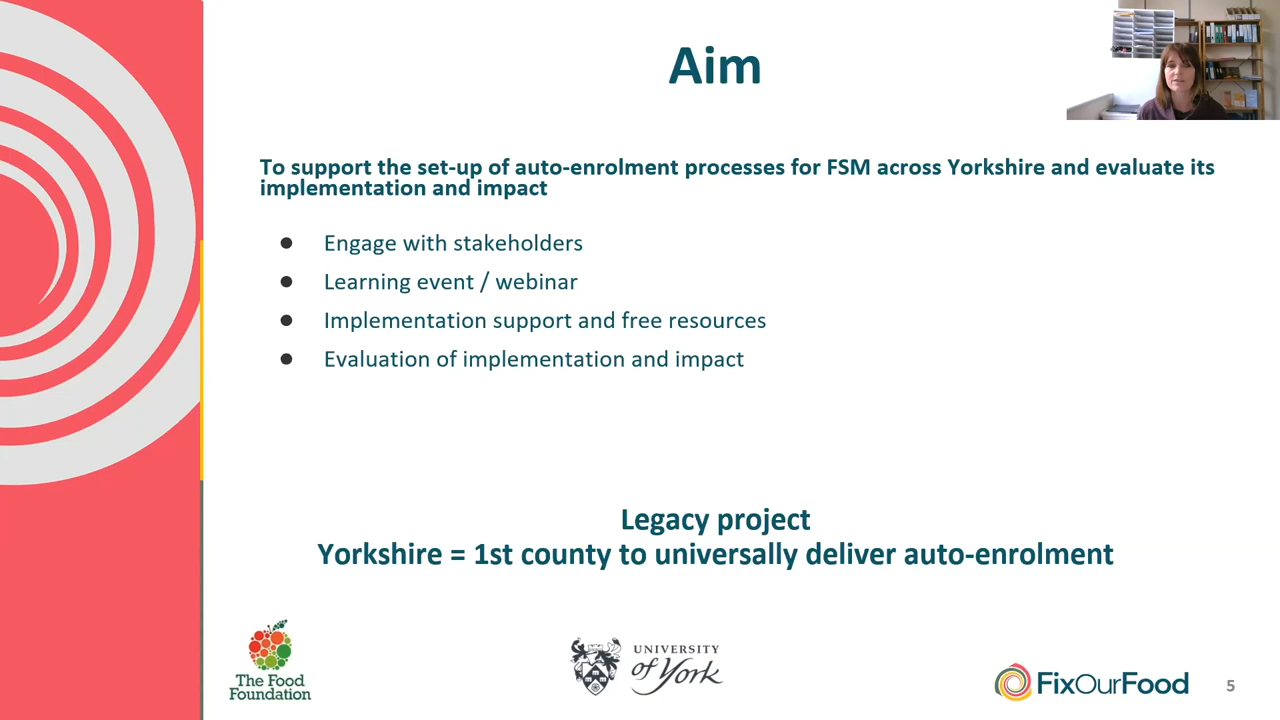 Aim
To support the set-up of auto-enrolment processes for FSM across Yorkshire and evaluate its
implementation and impact
● Engage with stakeholders
● Learning event / webinar
● Implementation support and free resources
● Evaluation of implementation and impact
Legacy project
Yorkshire = 1st county to universally deliver auto-enrolment
The Food
Foundation
UNIVERSITY
of York
FixOurFood
5